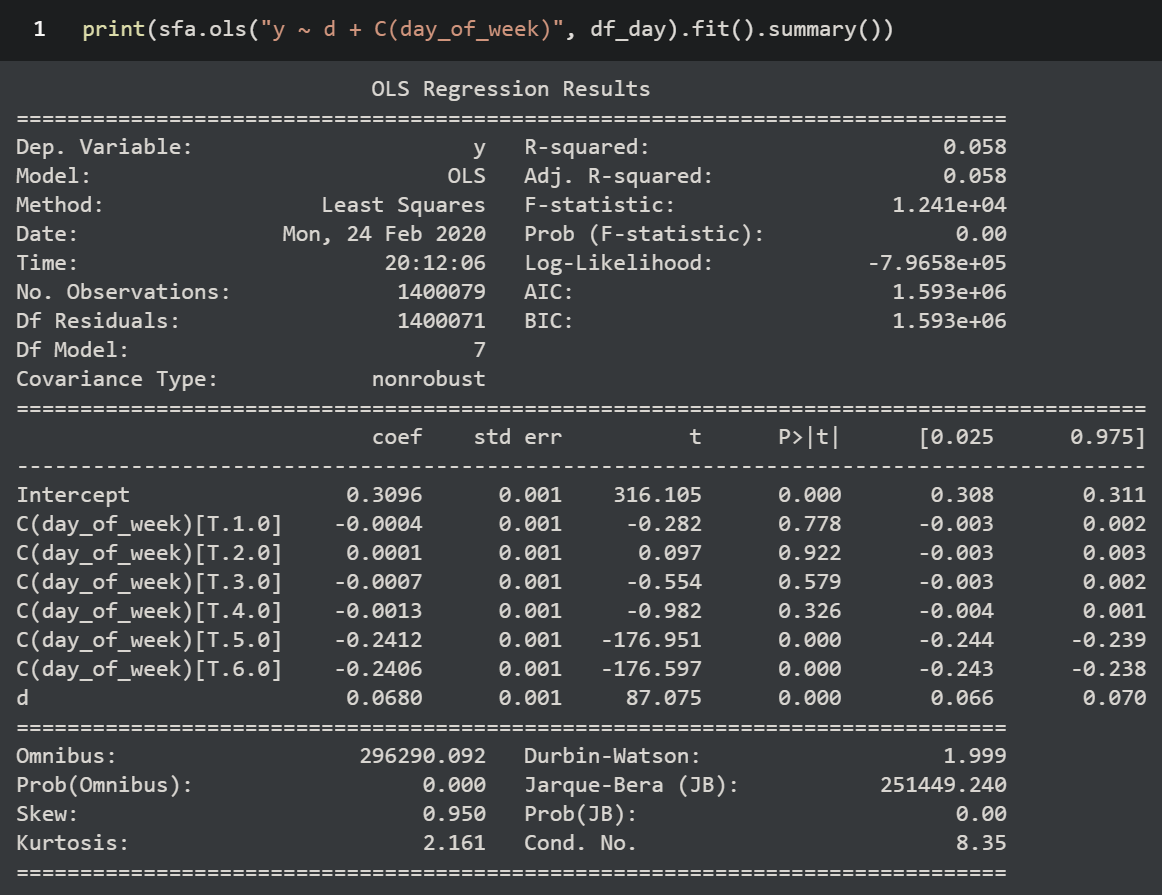 1 print(sfa.ols("y ~ d + C(day_of_week)", df_day).fit().summary())
OLS Regression Results
==============================================================================
Dep. Variable: y R-squared: 0.058
Model: OLS Adj. R-squared: 0.058
Method: Least Squares F-statistic: 1.241e+04
Date: Mon, 24 Feb 2020 Prob (F-statistic): 0.00
Time: 20:12:06 Log-Likelihood: -7.9658e+05
No. Observations: 1400079 AIC: 1.593e+06
Df Residuals: 1400071 BIC: 1.593e+06
Df Model: 7
Covariance Type: nonrobust
=========================================================================================
coef std err t P>|t| [0.025 0.975]
-----------------------------------------------------------------------------------------
Intercept 0.3096 0.001 316.105 0.000 0.308 0.311
C(day_of_week)[T.1.0] -0.0004 0.001 -0.282 0.778 -0.003 0.002
C(day_of_week)[T.2.0] 0.0001 0.001 0.097 0.922 -0.003 0.003
C(day_of_week)[T.3.0] -0.0007 0.001 -0.554 0.579 -0.003 0.002
C(day_of_week)[T.4.0] -0.0013 0.001 -0.982 0.326 -0.004 0.001
C(day_of_week)[T.5.0] -0.2412 0.001 -176.951 0.000 -0.244 -0.239
C(day_of_week)[T.6.0] -0.2406 0.001 -176.597 0.000 -0.243 -0.238
d 0.0680 0.001 87.075 0.000 0.066 0.070
==============================================================================
Omnibus: 296290.092 Durbin-Watson: 1.999
Prob(Omnibus): 0.000 Jarque-Bera (JB): 251449.240
Skew: 0.950 Prob(JB): 0.00
Kurtosis: 2.161 Cond. No. 8.35
==============================================================================